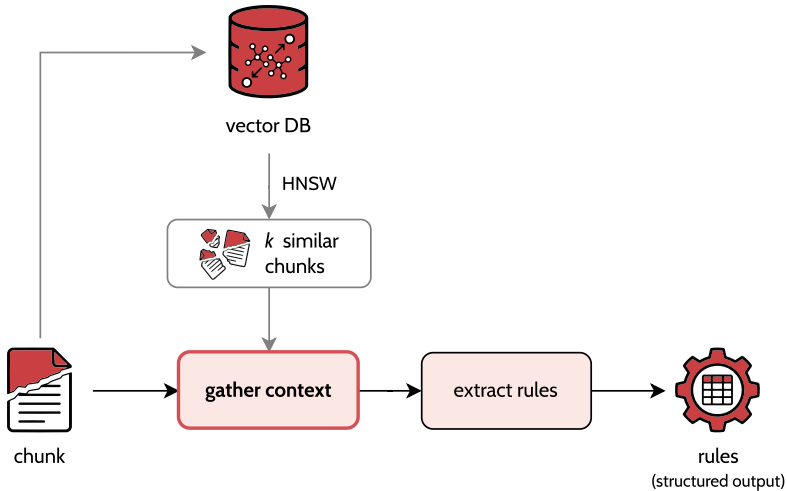 vector DB
HNSW
k similar
chunks
gather context
extract rules
chunk
rules
(structured output)